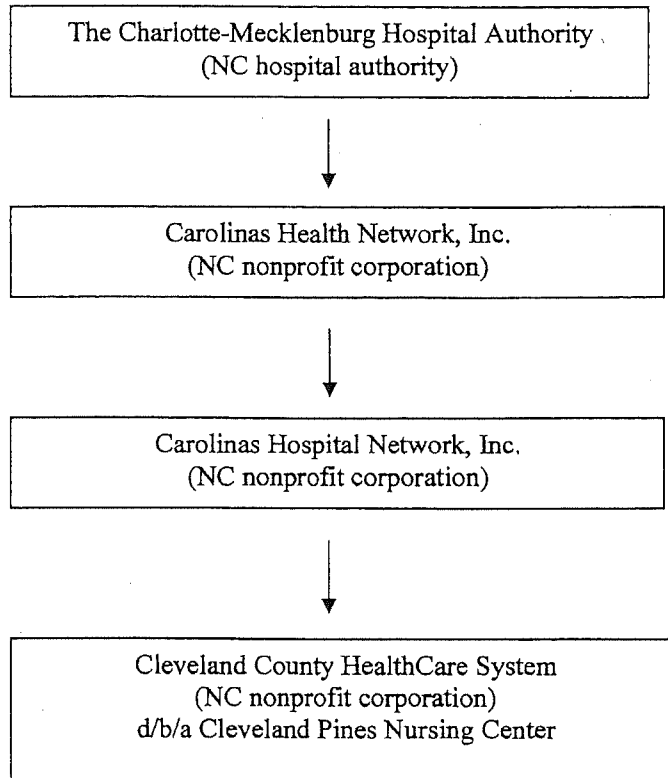 The Charlotte-Mecklenburg Hospital Authority
(NC hospital authority)
Carolinas Health Network, Inc.
(NC nonprofit corporation)
Carolinas Hospital Network, Inc.
(NC nonprofit corporation)
Cleveland County HealthCare System
(NC nonprofit corporation)
d/b/a Cleveland Pines Nursing Center